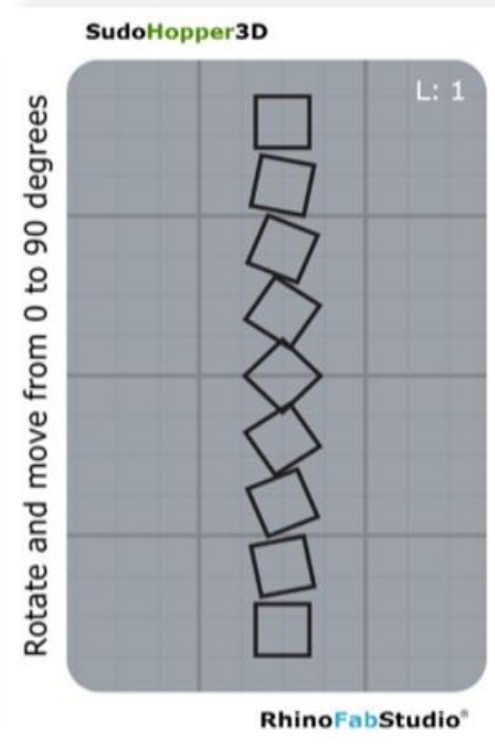 SudoHopper3D
L: 1
Rotate and move from 0 to 90 degrees
RhinoFabStudio®